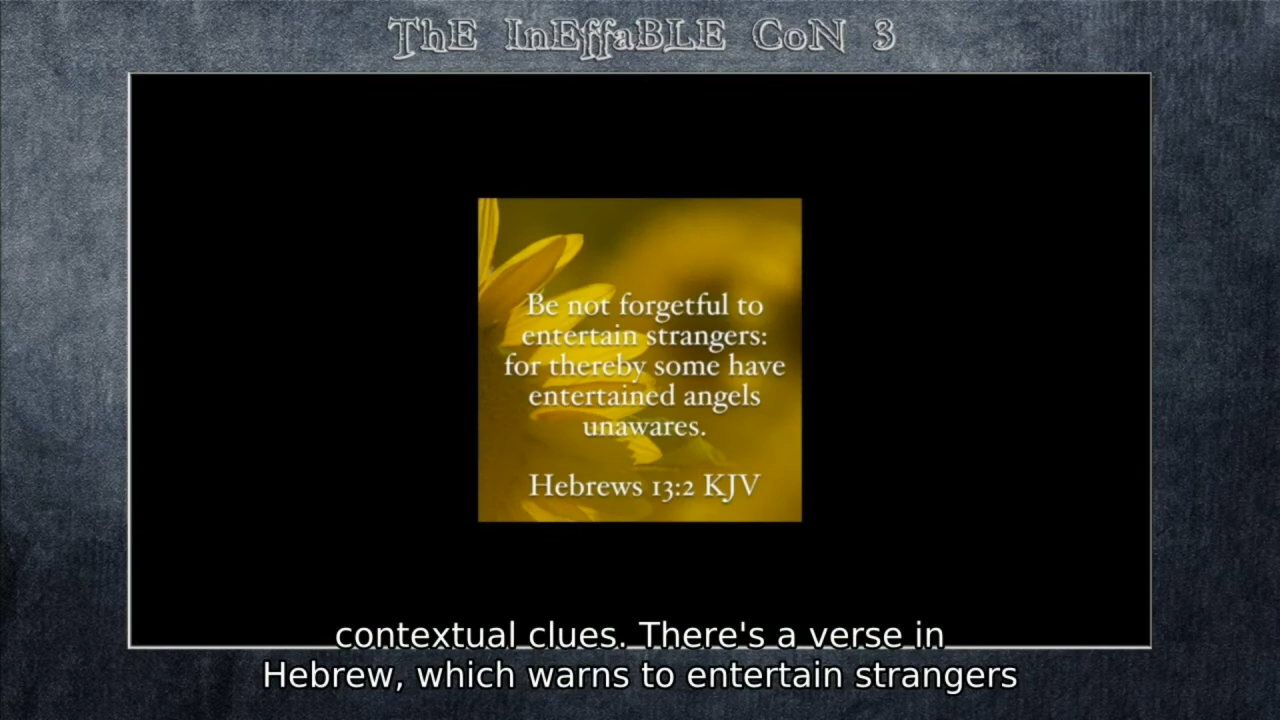 ThE InEffaBLE CoN 3
Be not forgetful to
entertain strangers:
for thereby some have
entertained angels
unawares.
Hebrews 13:2 KJV
contextual clues. There's a verse in
Hebrew, which warns to entertain strangers